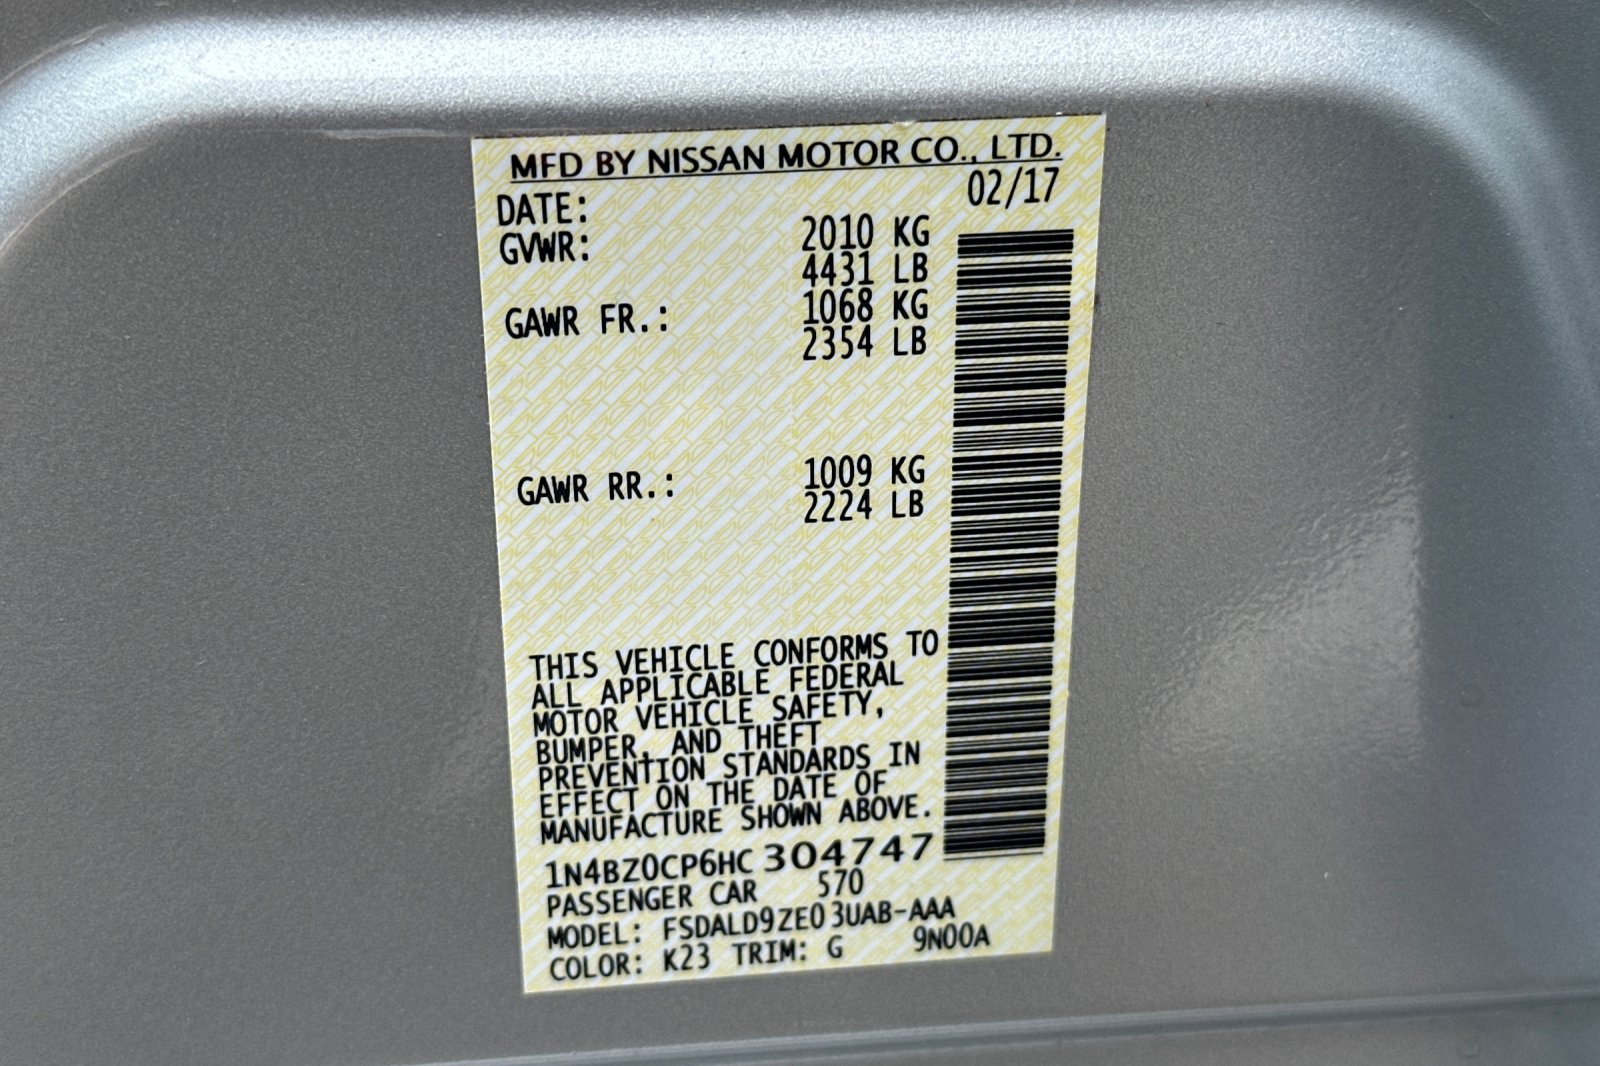 MFD BY NISSAN MOTOR CO., LTD.
DATE: 02/17
GVWR: 2010 KG
4431 LB
GAWR FR.: 1068 KG
2354 LB
GAWR RR.: 1009 KG
2224 LB
THIS VEHICLE CONFORMS TO
ALL APPLICABLE FEDERAL
MOTOR VEHICLE SAFETY,
BUMPER, AND THEFT
PREVENTION STANDARDS IN
EFFECT ON THE DATE OF
MANUFACTURE SHOWN ABOVE.
1N4BZ0CP6HC304747
PASSENGER CAR 570
MODEL: FSDALD9ZE03UAB-AAA
COLOR: K23 TRIM: G 9N00A